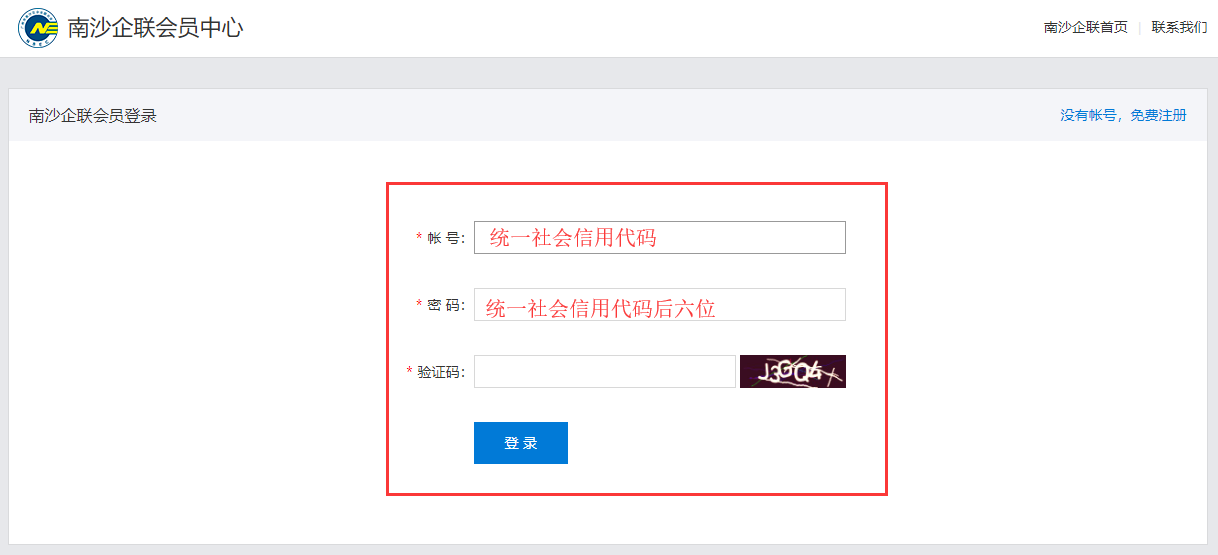 南沙企联会员中心
南沙企联首页 | 联系我们
南沙企联会员登录
没有帐号，免费注册
* 帐 号： 统一社会信用代码
* 密 码： 统一社会信用代码后六位
* 验证码：
登 录